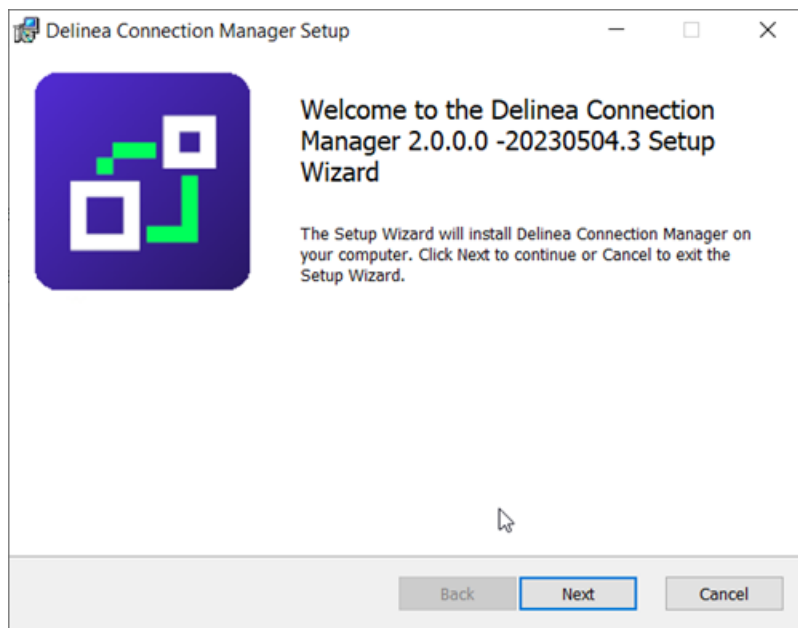 Delinea Connection Manager Setup
Welcome to the Delinea Connection
Manager 2.0.0.0 -20230504.3 Setup
Wizard
The Setup Wizard will install Delinea Connection Manager on
your computer. Click Next to continue or Cancel to exit the
Setup Wizard.
Back Next Cancel